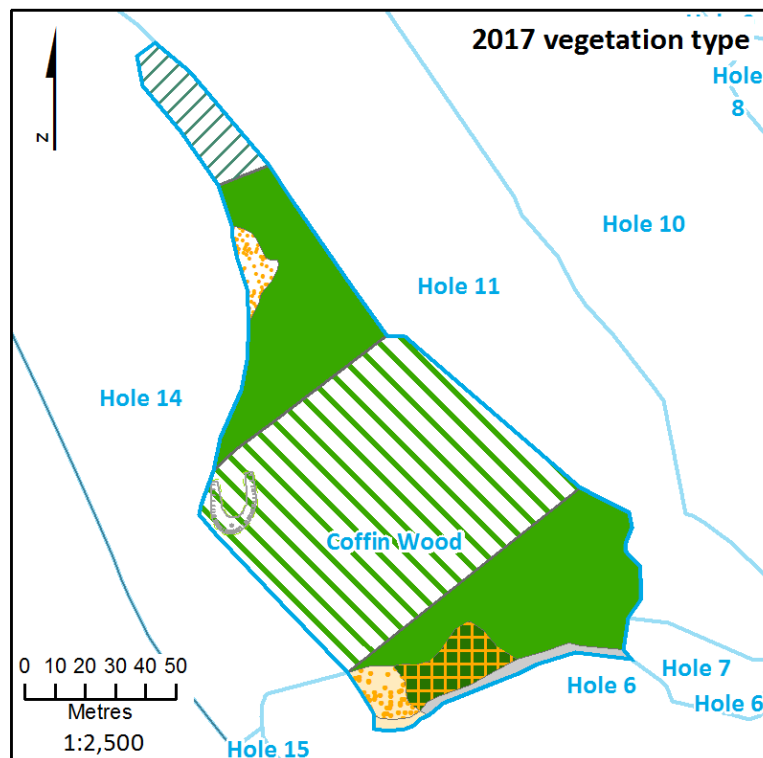 2017 vegetation type
Hole
8
Z
Hole 10
Hole 11
Hole 14
Coffin Wood
0 10 20 30 40 50
Metres
1:2,500
Hole 7
Hole 6
Hole 6
Hole 15